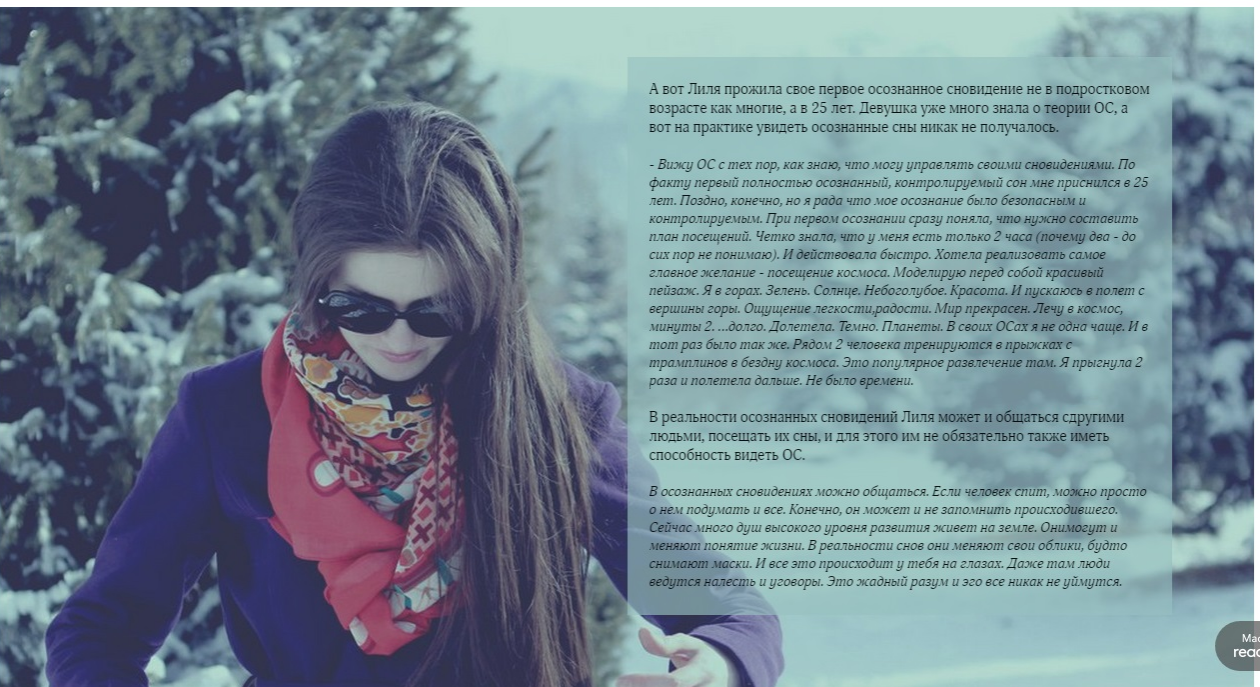 А вот Лиля прожила свое первое осознанное сновидение не в подростковом
возрасте как многие, а в 25 лет. Девушка уже много знала о теории ОС, а
вот на практике увидеть осознанные сны никак не получалось.
- Вижу ОС с тех пор, как знаю, что могу управлять своими сновидениями. По
факту первый полностью осознанный, контролируемый сон мне приснился в 25
лет. Поздно, конечно, но я рада что мое осознание было безопасным и
контролируемым. При первом осознании сразу поняла, что нужно составить
план посещений. Четко знала, что у меня есть только 2 часа (почему два - до
сих пор не понимаю). И действовала быстро. Хотела реализовать самое
главное желание - посещение космоса. Моделирую перед собой красивый
пейзаж. Я в горах. Зелень. Солнце. Небоголубое. Красота. И пускаюсь в полет с
вершины горы. Ощущение легкости,радости. Мир прекрасен. Лечу в космос,
минуты 2. ...долго. Долетела. Темно. Планеты. В своих ОСах я не одна чаще. И в
тот раз было так же. Рядом 2 человека тренируются в прыжках с
трамплинов в бездну космоса. Это популярное развлечение там. Я прыгнула 2
раза и полетела дальше. Не было времени.
В реальности осознанных сновидений Лиля может и общаться сдругими
людьми, посещать их сны, и для этого им не обязательно также иметь
способность видеть ОС.
В осознанных сновидениях можно общаться. Если человек спит, можно просто
о нем подумать и все. Конечно, он может и не запомнить происходившего.
Сейчас много душ высокого уровня развития живет на земле. Онимогут и
меняют понятие жизни. В реальности снов они меняют свои облики, будто
снимают маски. И все это происходит у тебя на глазах. Даже там люди
ведутся налесть и уговоры. Это жадный разум и эго все никак не уймутся.